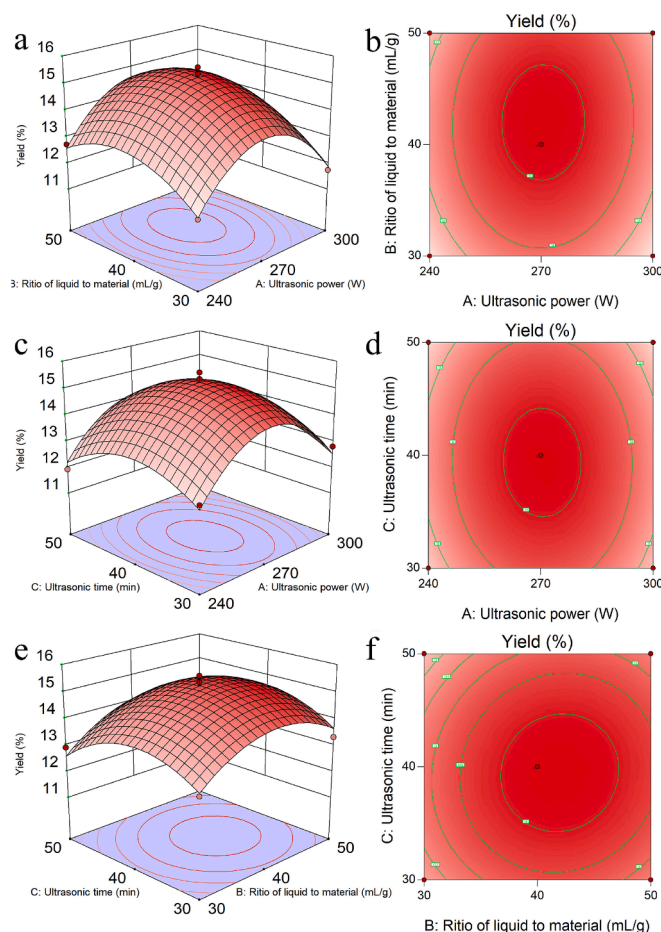 a
16
15
14
13
12
11
Yield (%)
50
40
30
240
270
300
3: Ritio of liquid to material (mL/g)
A: Ultrasonic power (W)
b
Yield (%)
50
40
30
B: Ritio of liquid to material (mL/g)
240
270
300
A: Ultrasonic power (W)
c
16
15
14
13
12
11
Yield (%)
50
40
30
240
270
300
C: Ultrasonic time (min)
A: Ultrasonic power (W)
d
Yield (%)
50
40
30
C: Ultrasonic time (min)
240
270
300
A: Ultrasonic power (W)
e
16
15
14
13
12
11
Yield (%)
50
40
30
30
40
50
C: Ultrasonic time (min)
B: Ritio of liquid to material (mL/g)
f
Yield (%)
50
40
30
C: Ultrasonic time (min)
30
40
50
B: Ritio of liquid to material (mL/g)